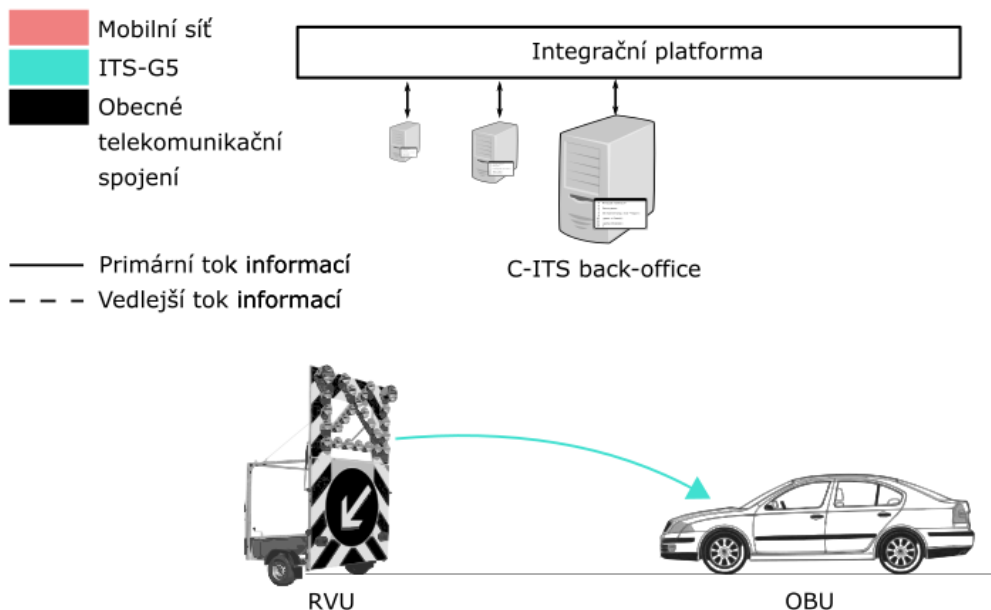 Mobilní síť
ITS-G5
Obecné
telekomunikační
spojení
Integrační platforma
C-ITS back-office
Primární tok informací
Vedlejší tok informací
RVU
OBU